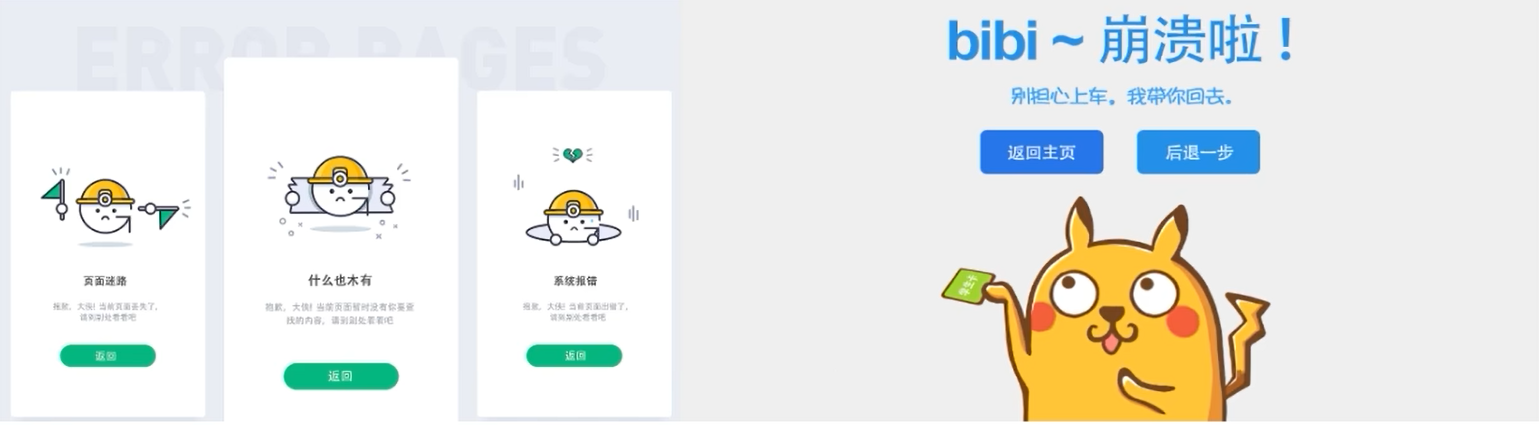 ERROR PAGES
页面迷路
抱歉，大侠！当前页面丢失了，
请到别处看看吧
返回
什么也木有
抱歉，大侠！当前页面暂时没有你要查
找的内容，请到别处看看吧
返回
系统报错
抱歉，大侠！当前页面出错了，
请到别处看看吧
返回
bibi ~ 崩溃啦！
别担心上车。我带你回去。
返回主页
后退一步